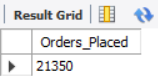 Result Grid
Orders_Placed
21350